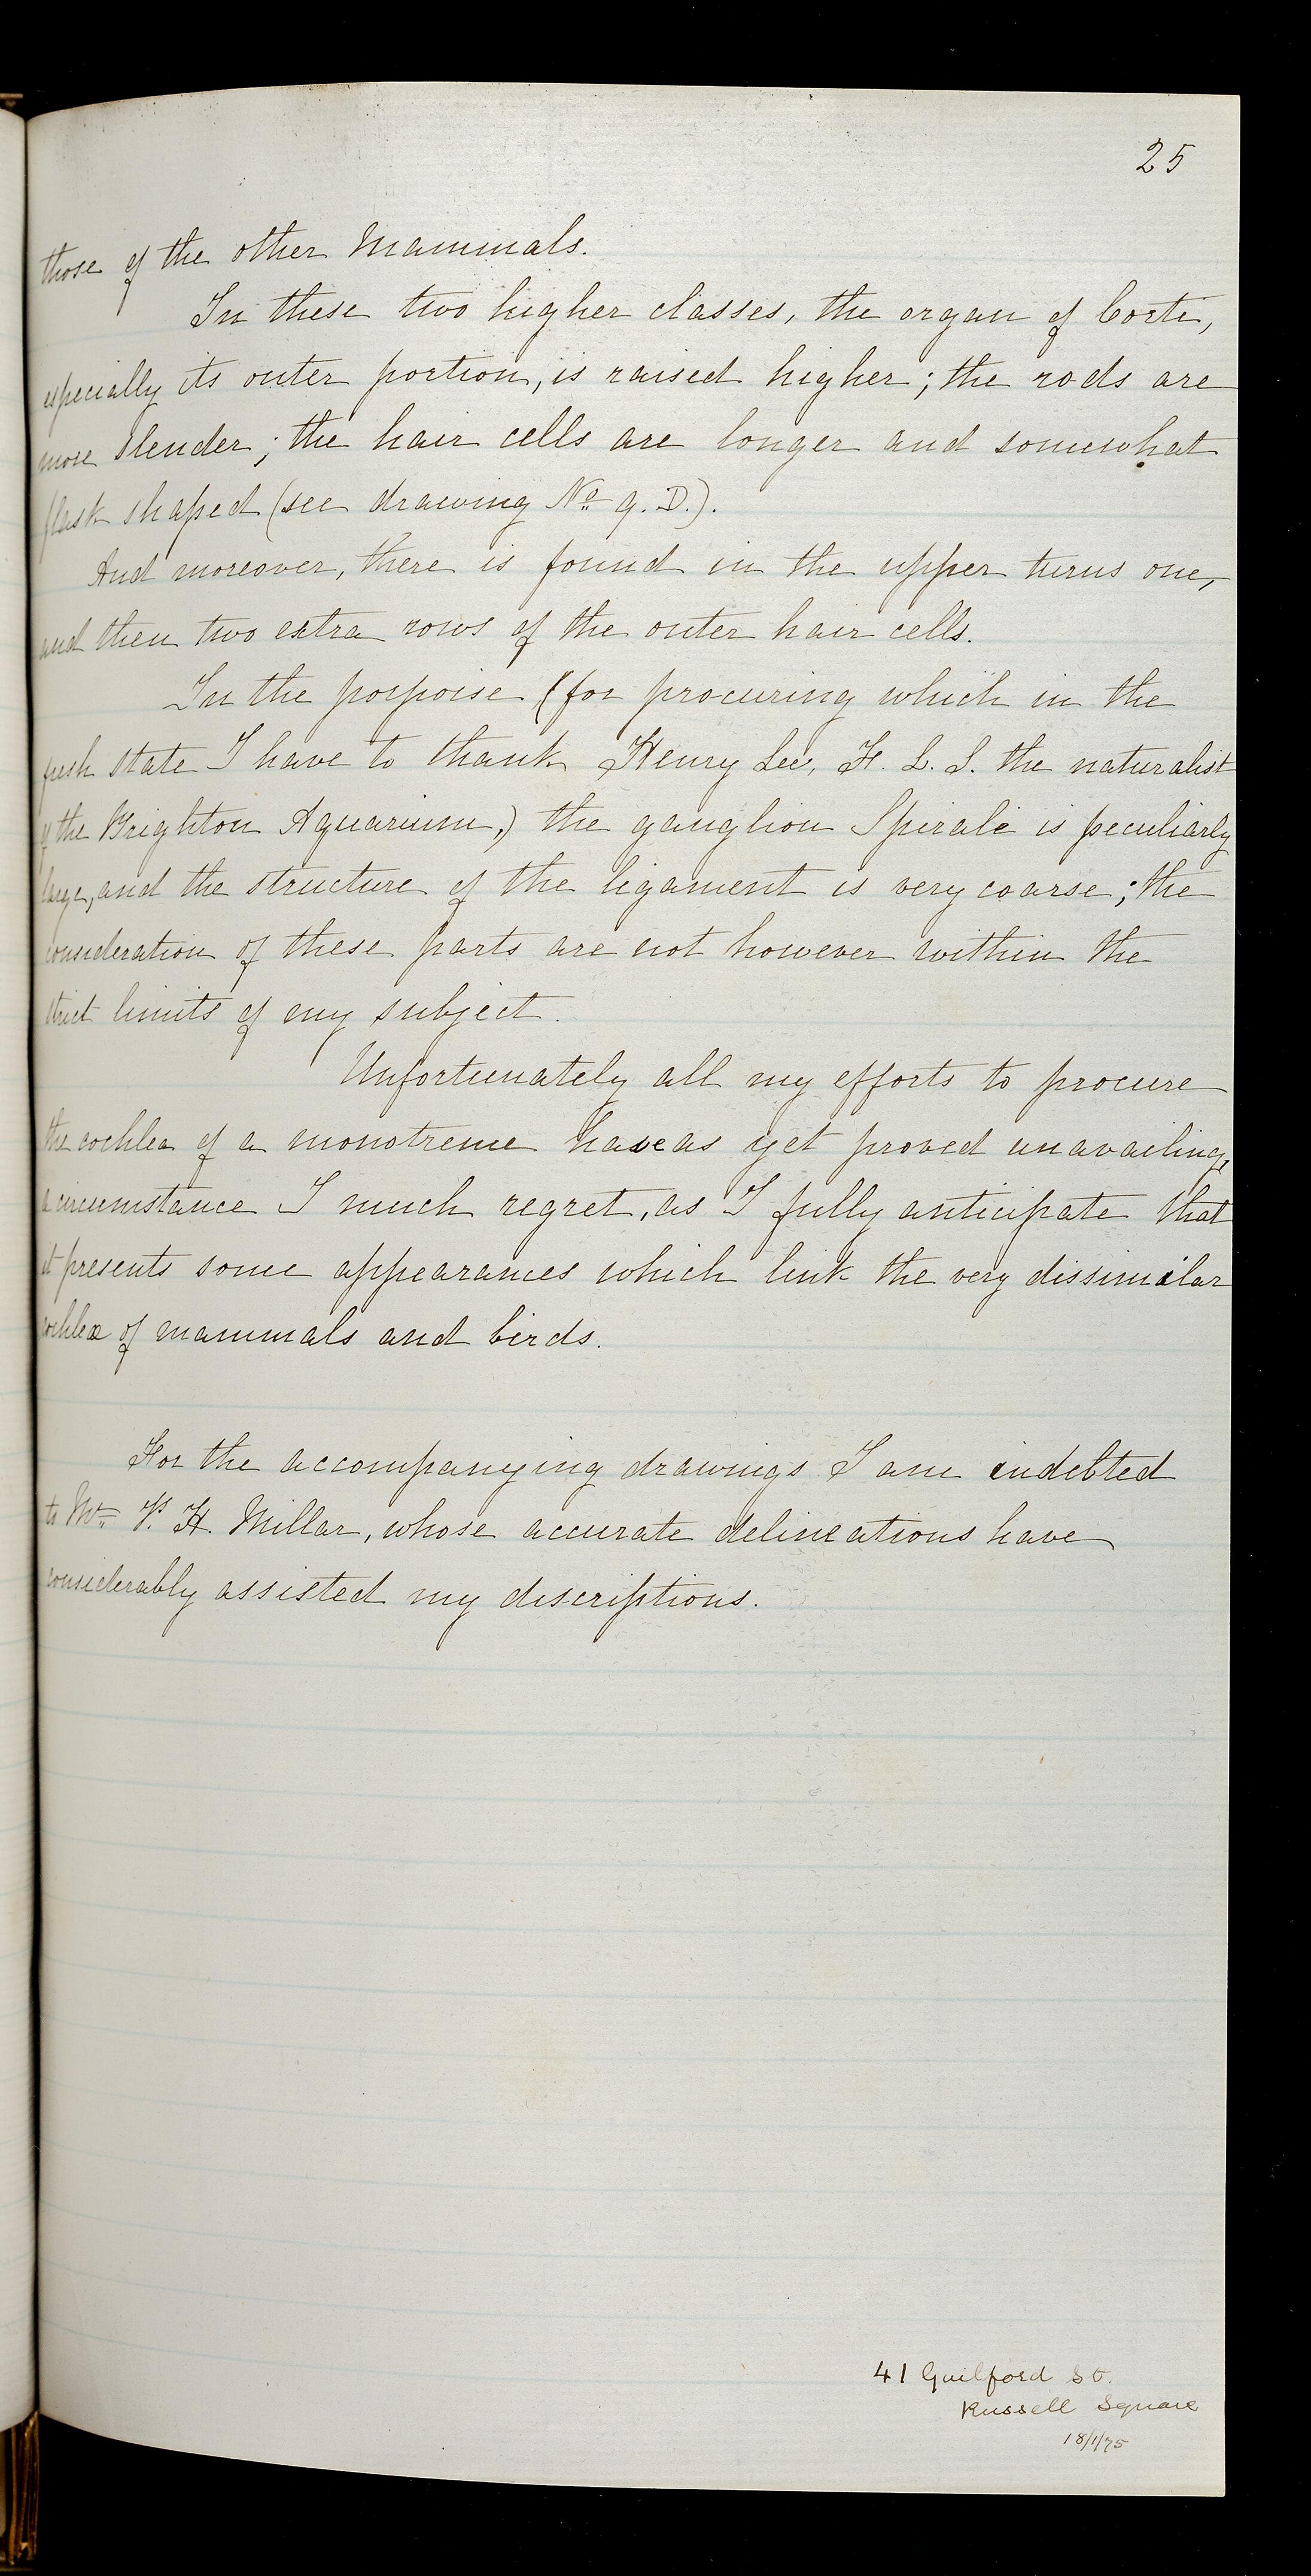 25
those of the other Mammals.
In these two higher classes, the organ of Corti,
especially its outer portion, is raised higher; the rods are
more slender; the hair cells are longer and somewhat
flask shaped (see drawing No 9. D.).
And moreover, there is found in the upper turns one,
and then two extra rows of the outer hair cells.
In the porpoise (for procuring which in the
fresh state I have to thank Henry Lee, F. L. S. the naturalist
of the Brighton Aquarium,) the ganglion Spirale is peculiarly
large, and the structure of the ligament is very coarse; the
consideration of these parts are not however within the
strict limits of my subject.
Unfortunately all my efforts to procure
the cochlea of a monotreme have as yet proved unavailing,
a circumstance I much regret, as I fully anticipate that
it presents some appearances which link the very dissimilar
cochleæ of mammals and birds.
For the accompanying drawings I am indebted
to Mr. H. Millar, whose accurate delineations have
considerably assisted my descriptions.
41 Guilford St.
Russell Square
18/1/75